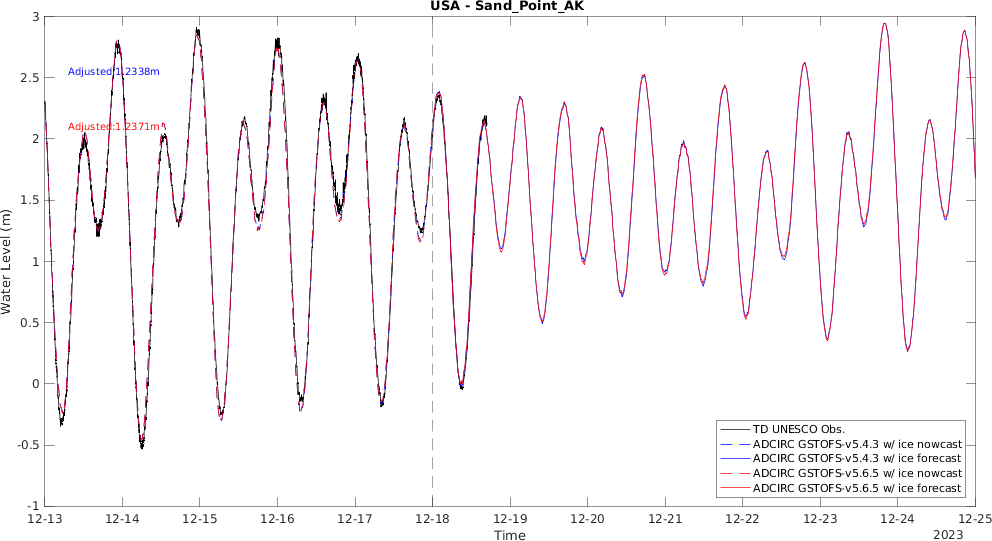 USA - Sand_Point_AK
3
2.5
2
1.5
1
0.5
0
-0.5
-1
Water Level (m)
Adjusted:1.2338m
Adjusted:1.2371m
TD UNESCO Obs.
ADCIRC GSTOFS-v5.4.3 w/ ice nowcast
ADCIRC GSTOFS-v5.4.3 w/ ice forecast
ADCIRC GSTOFS-v5.6.5 w/ ice nowcast
ADCIRC GSTOFS-v5.6.5 w/ ice forecast
12-13 12-14 12-15 12-16 12-17 12-18 12-19 12-20 12-21 12-22 12-23 12-24 12-25
Time
2023